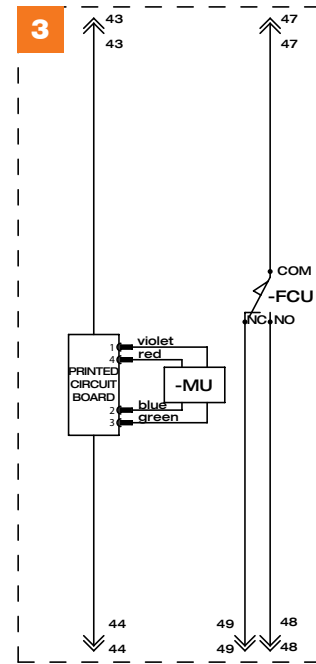 3
43
43
47
47
COM
-FCU
NC
NO
1 violet
4 red
PRINTED
CIRCUIT
BOARD
-MU
2 blue
3 green
44
44
49
49
48
48